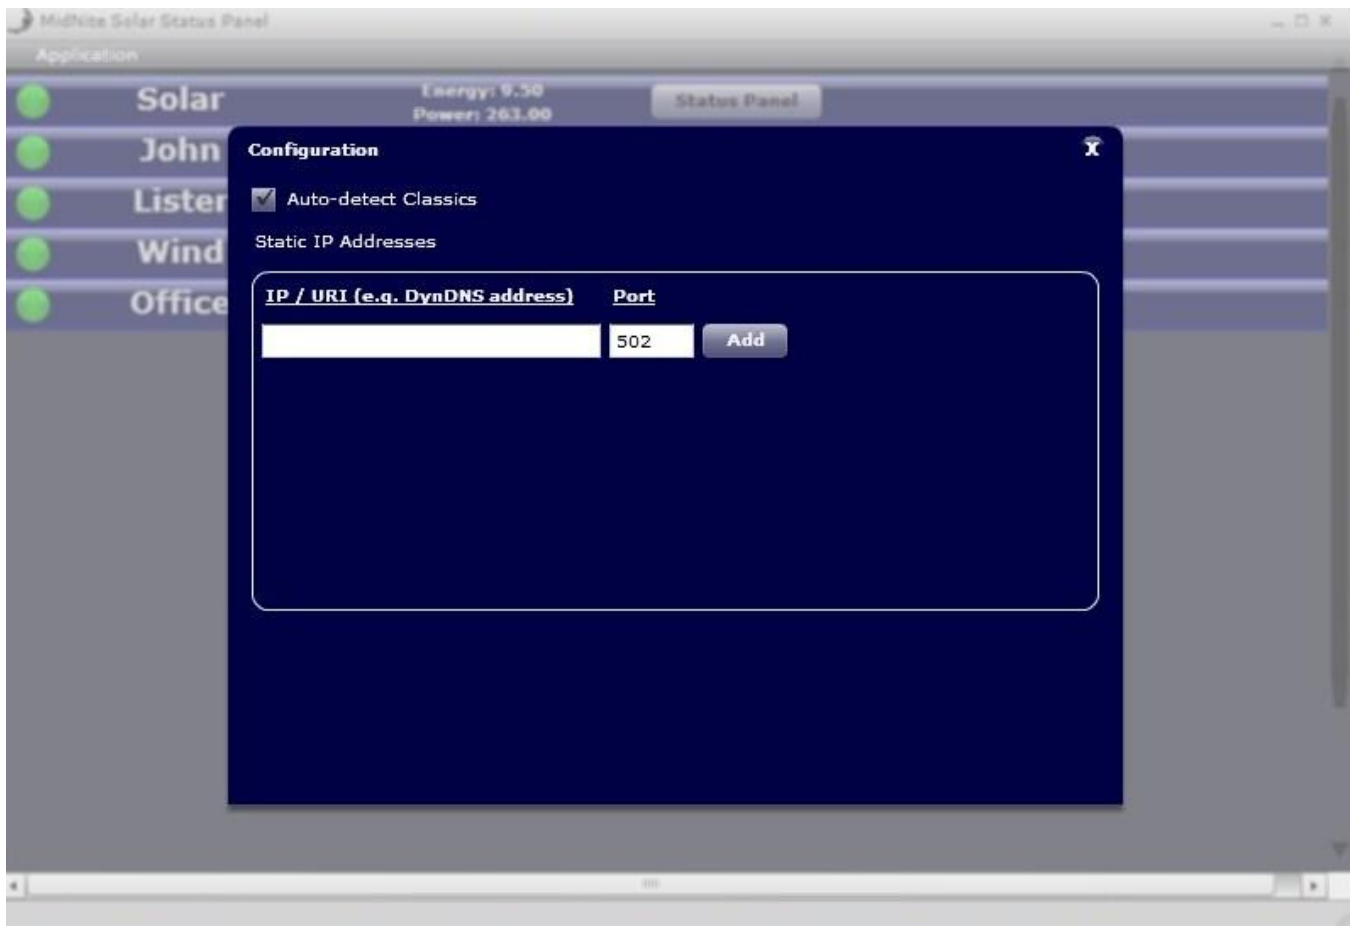 MidNite Solar Status Panel
Application
Solar
Energy: 9.50
Power: 263.00
Status Panel
John
Lister
Wind
Office
Configuration
x
Auto-detect Classics
Static IP Addresses
IP / URI (e.g. DynDNS address) Port
502 Add